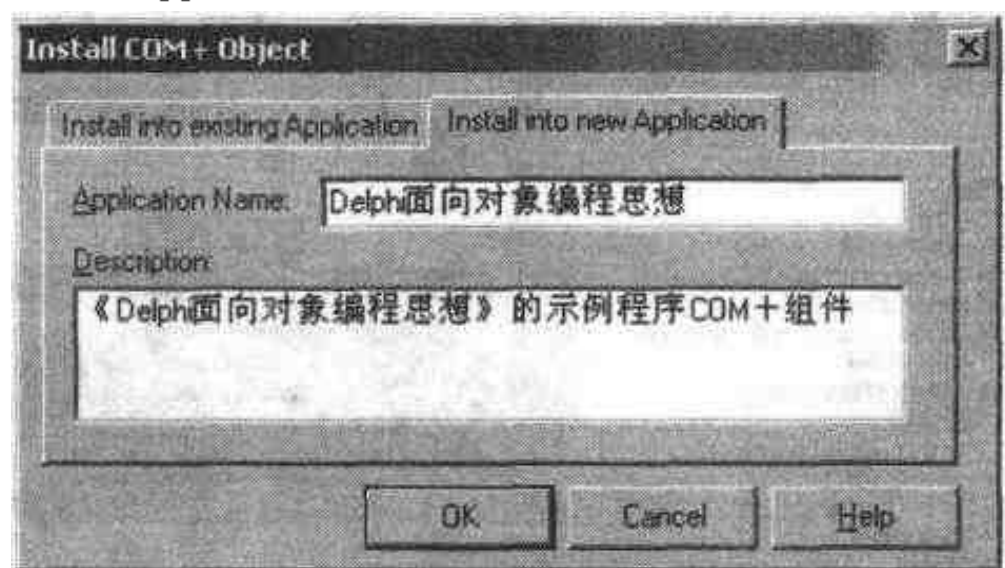 Install COM+ Object
Install into existing Application Install into new Application
Application Name: Delphi面向对象编程思想
Description:
《Delphi面向对象编程思想》的示例程序COM+组件
OK Cancel Help